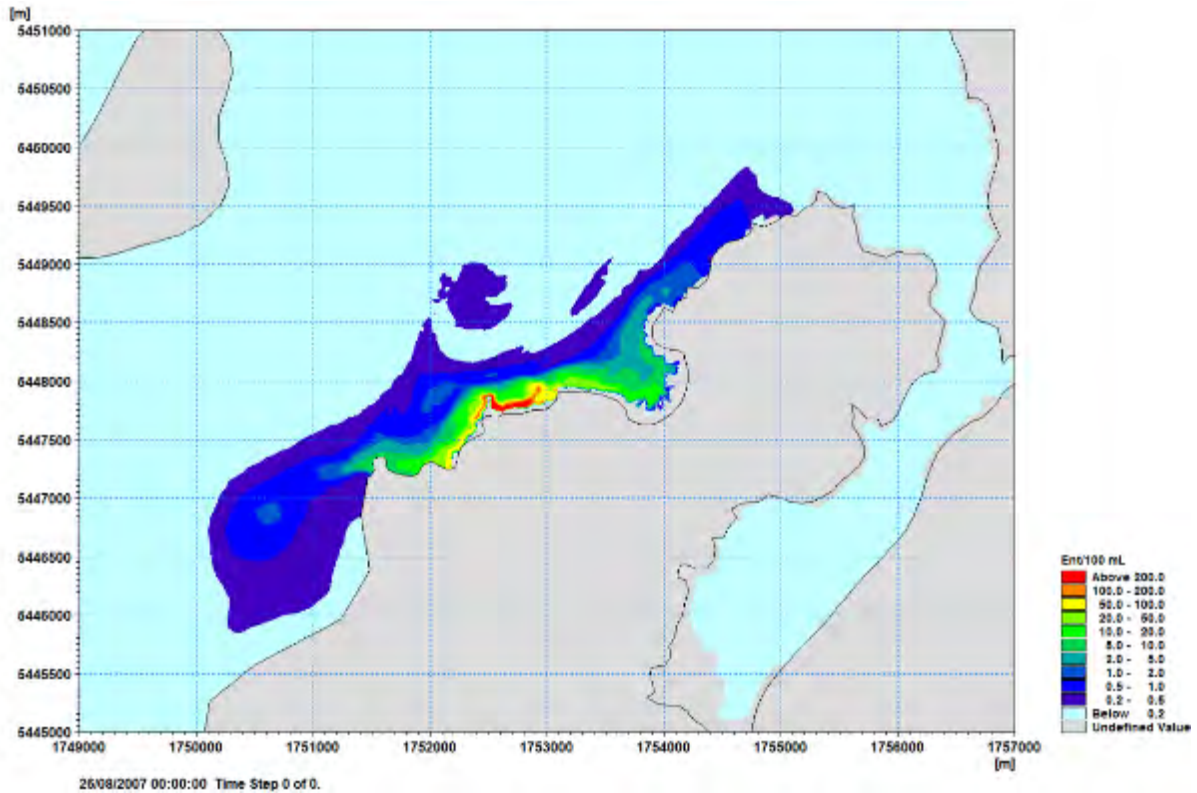 [m]
5451000
5450500
5460000
5449500
5449000
5448500
5448000
5447500
5447000
5446500
5446000
5445500
5445000
1749000 1750000 1751000 1752000 1753000 1754000 1755000 1756000 1757000
[m]
Ent/100 mL
Above 200.0
100.0 - 200.0
50.0 - 100.0
20.0 - 50.0
10.0 - 20.0
5.0 - 10.0
2.0 - 5.0
1.0 - 2.0
0.5 - 1.0
0.2 - 0.5
Below 0.2
Undefined Value
26/08/2007 00:00:00 Time Step 0 of 0.